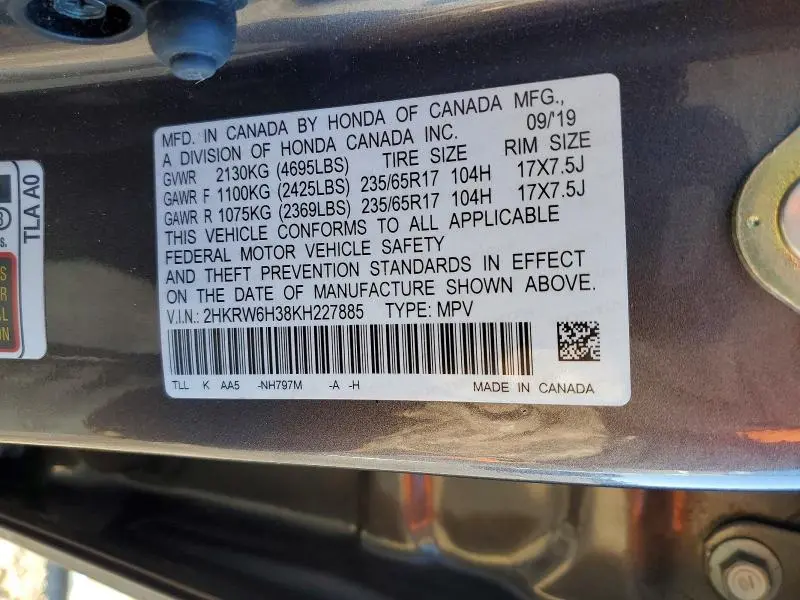 MFD. IN CANADA BY HONDA OF CANADA MFG.,
A DIVISION OF HONDA CANADA INC. 09/'19
GVWR 2130KG (4695LBS) TIRE SIZE RIM SIZE
GAWR F 1100KG (2425LBS) 235/65R17 104H 17X7.5J
GAWR R 1075KG (2369LBS) 235/65R17 104H 17X7.5J
THIS VEHICLE CONFORMS TO ALL APPLICABLE
FEDERAL MOTOR VEHICLE SAFETY
AND THEFT PREVENTION STANDARDS IN EFFECT
ON THE DATE OF MANUFACTURE SHOWN ABOVE.
V.I.N.: 2HKRW6H38KH227885 TYPE: MPV
TLL K AA5 -NH797M -A -H MADE IN CANADA
TLA A0